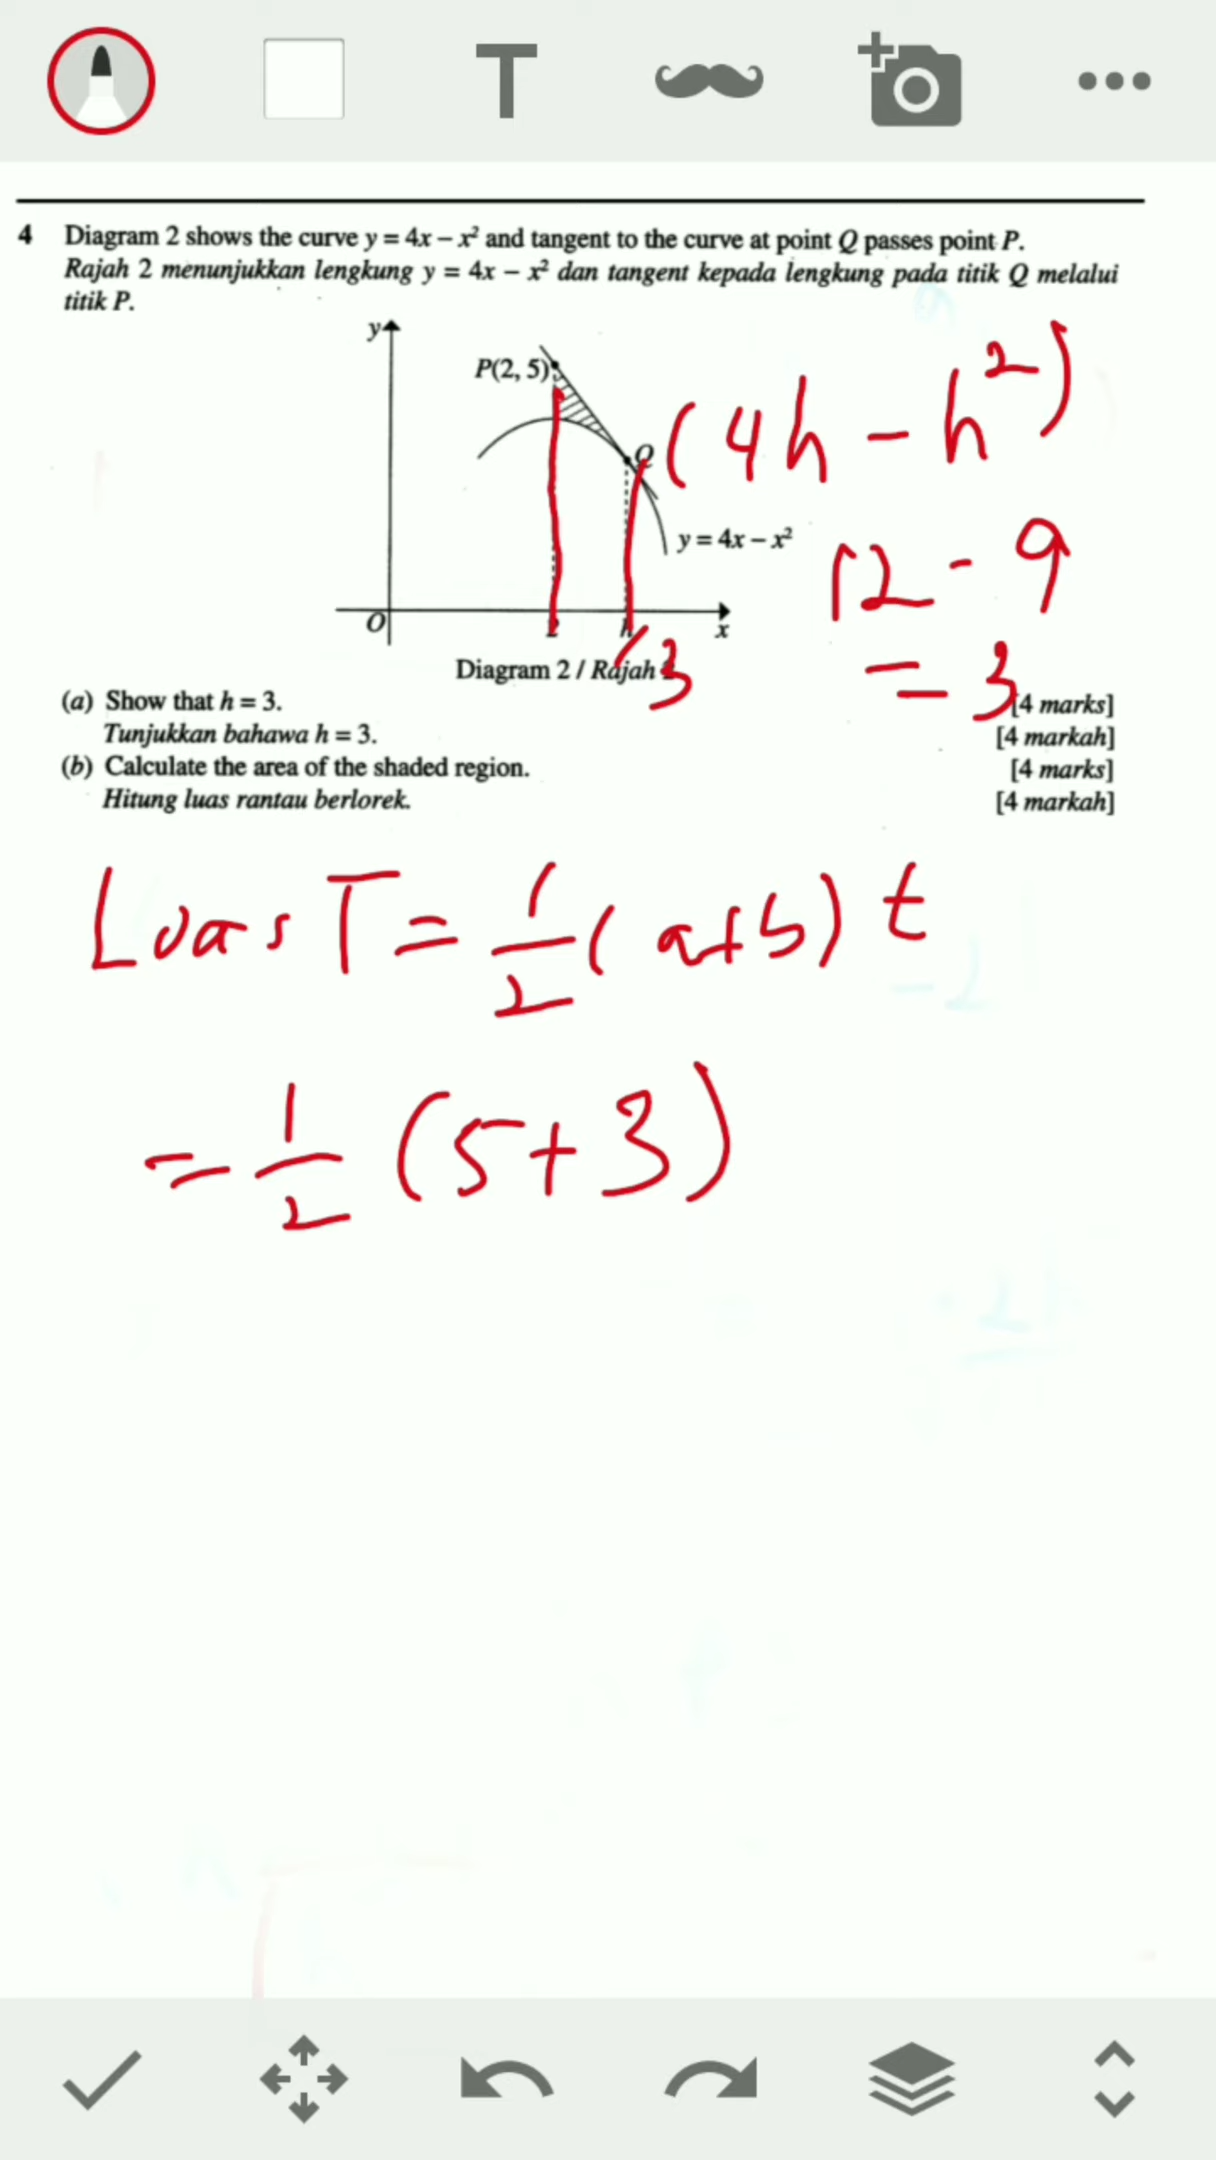 T
4 Diagram 2 shows the curve y = 4x – x² and tangent to the curve at point Q passes point P.
Rajah 2 menunjukkan lengkung y = 4x – x² dan tangent kepada lengkung pada titik Q melalui
titik P.
y
P(2, 5)
Q
(4h - h²)
y = 4x – x²
12 - 9
= 3
O
2
h
x
3
Diagram 2 / Rajah
(a) Show that h = 3.
[4 marks]
Tunjukkan bahawa h = 3.
[4 markah]
(b) Calculate the area of the shaded region.
[4 marks]
Hitung luas rantau berlorek.
[4 markah]
Luas T = 1/2 (a+b) t
= 1/2 (5+3)